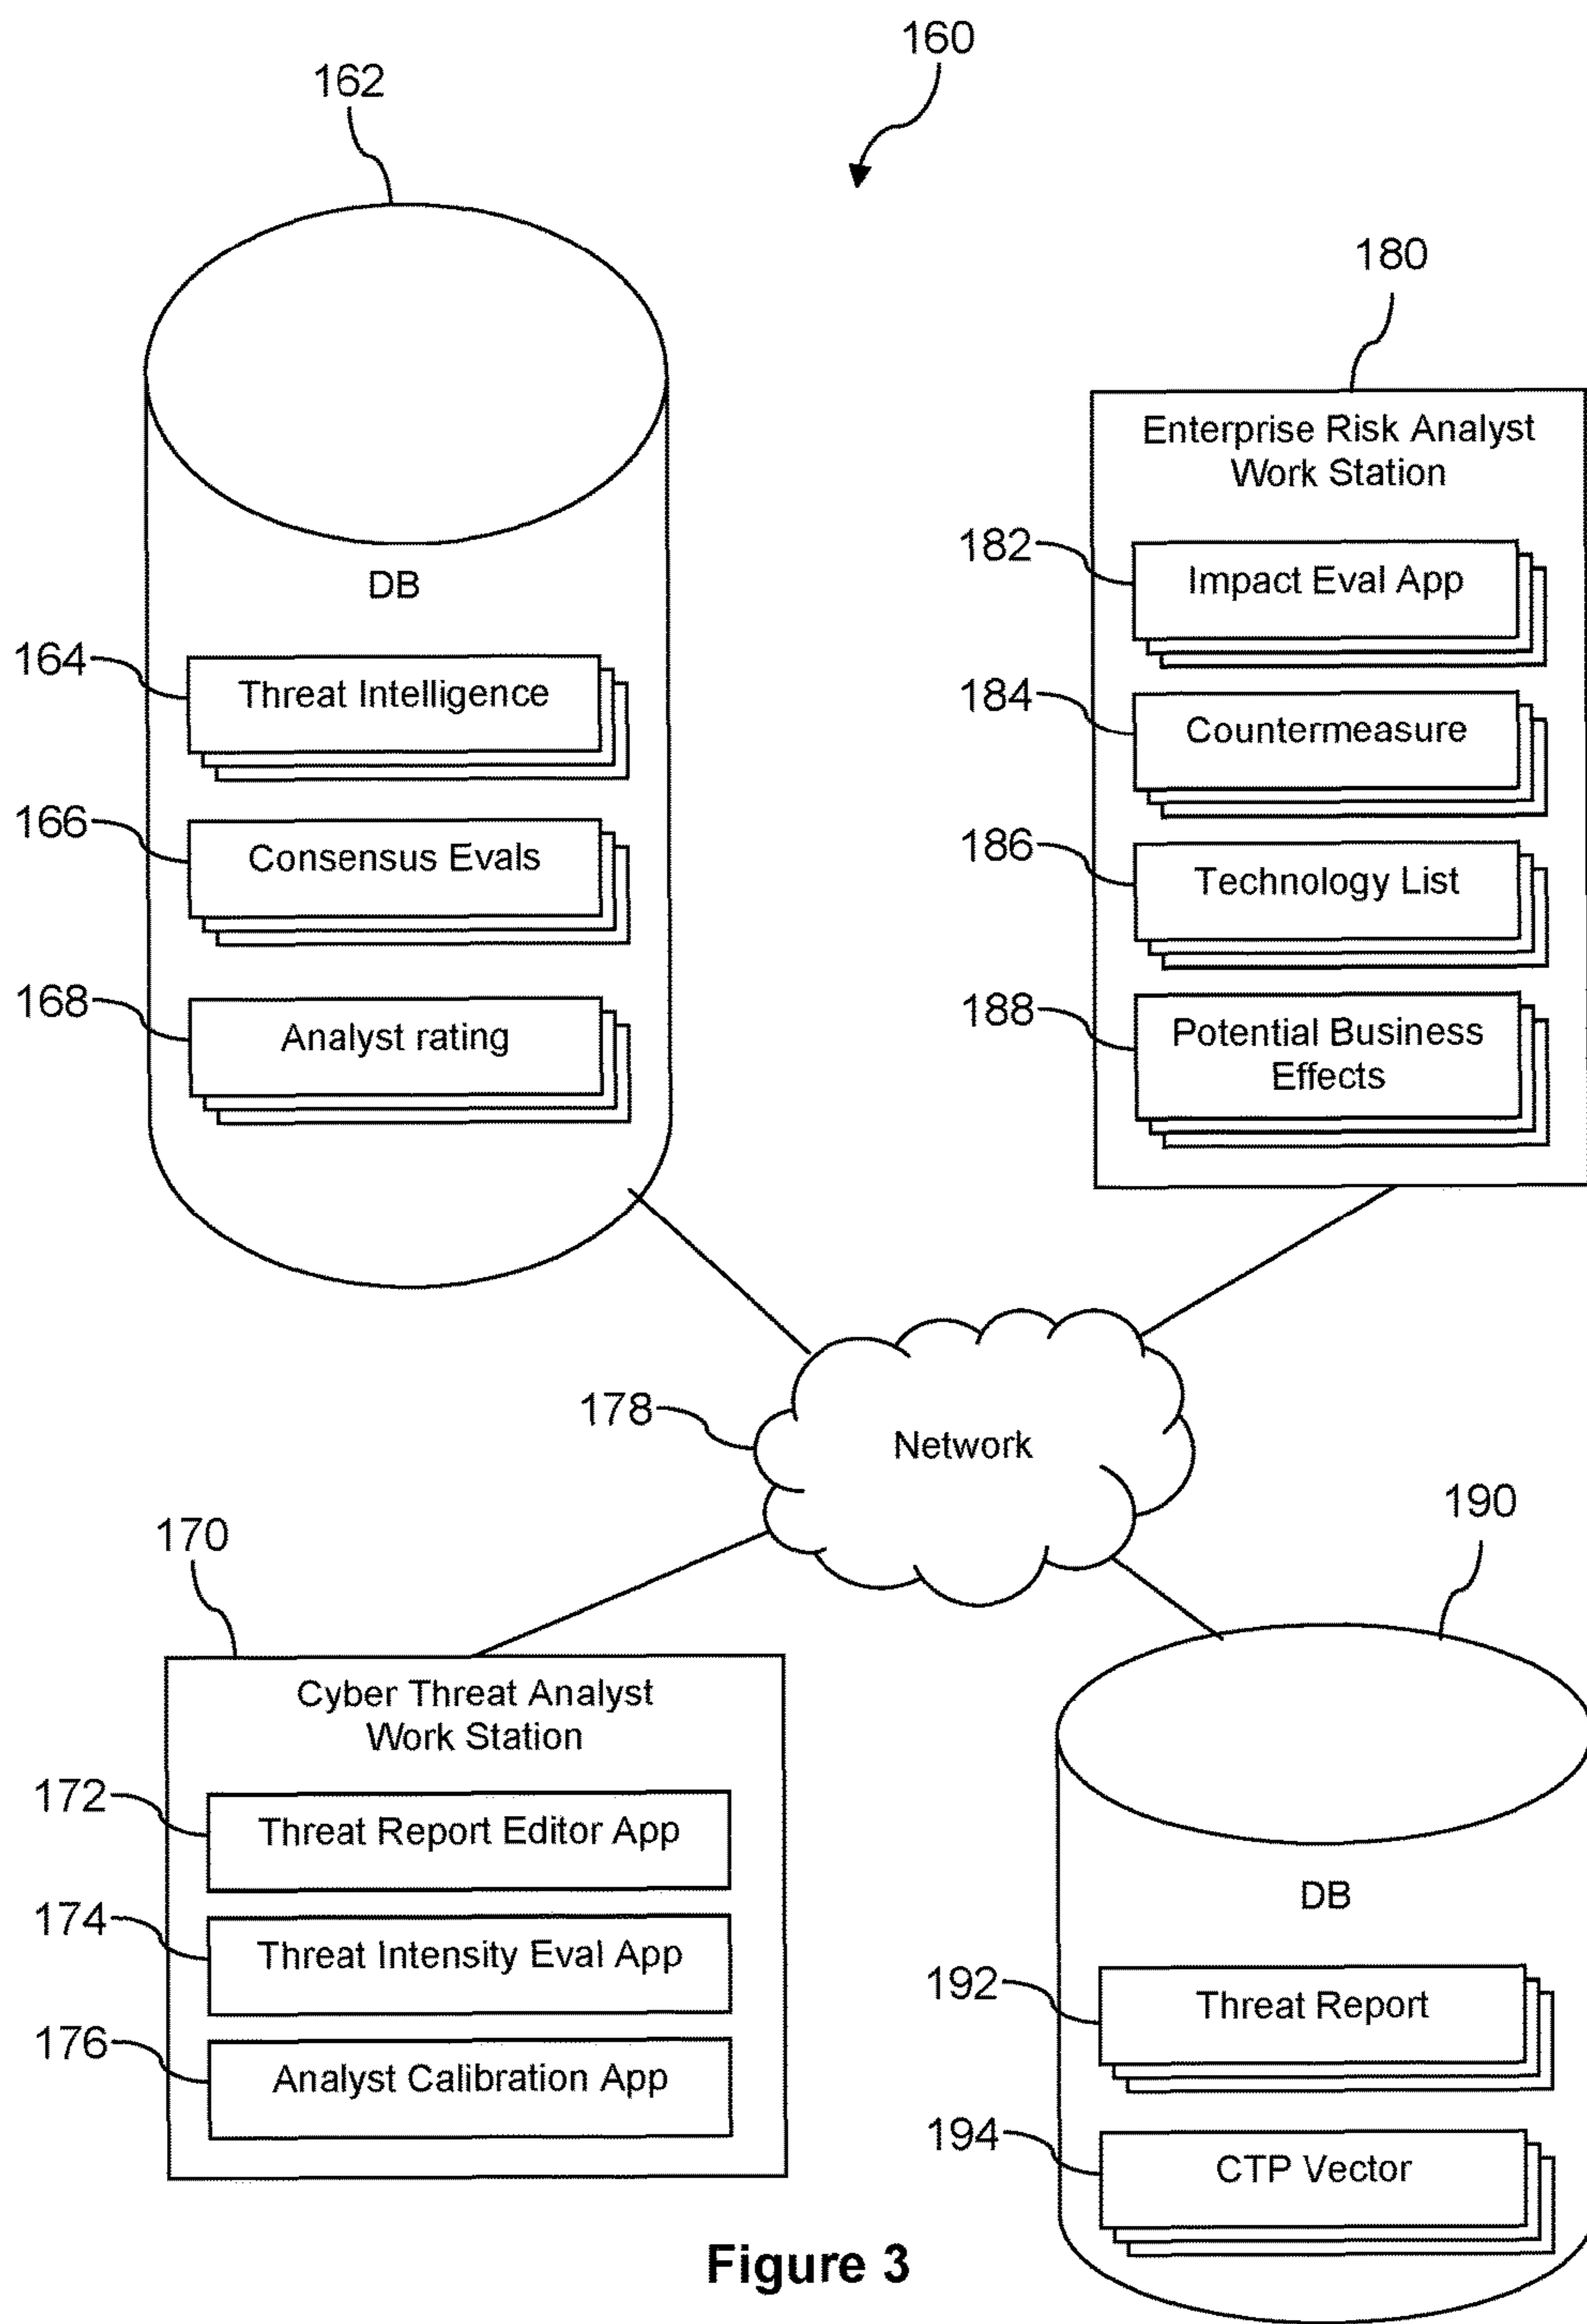 160
162
180
Enterprise Risk Analyst
Work Station
182
Impact Eval App
DB
164
Threat Intelligence
184
Countermeasure
166
Consensus Evals
186
Technology List
168
Analyst rating
188
Potential Business
Effects
178
Network
170
190
Cyber Threat Analyst
Work Station
172
Threat Report Editor App
DB
174
Threat Intensity Eval App
192
Threat Report
176
Analyst Calibration App
194
CTP Vector
Figure 3